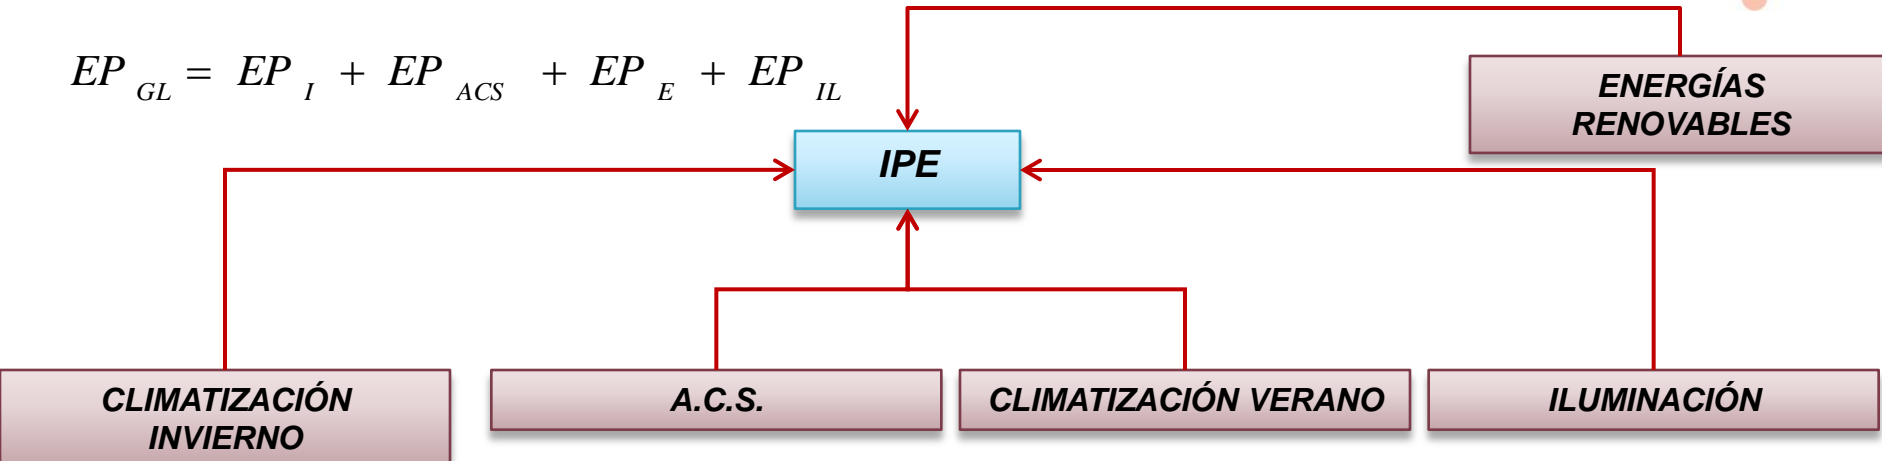 EP GL = EP I + EP ACS + EP E + EP IL
ENERGÍAS
RENOVABLES
IPE
CLIMATIZACIÓN
INVIERNO
A.C.S.
CLIMATIZACIÓN VERANO
ILUMINACIÓN